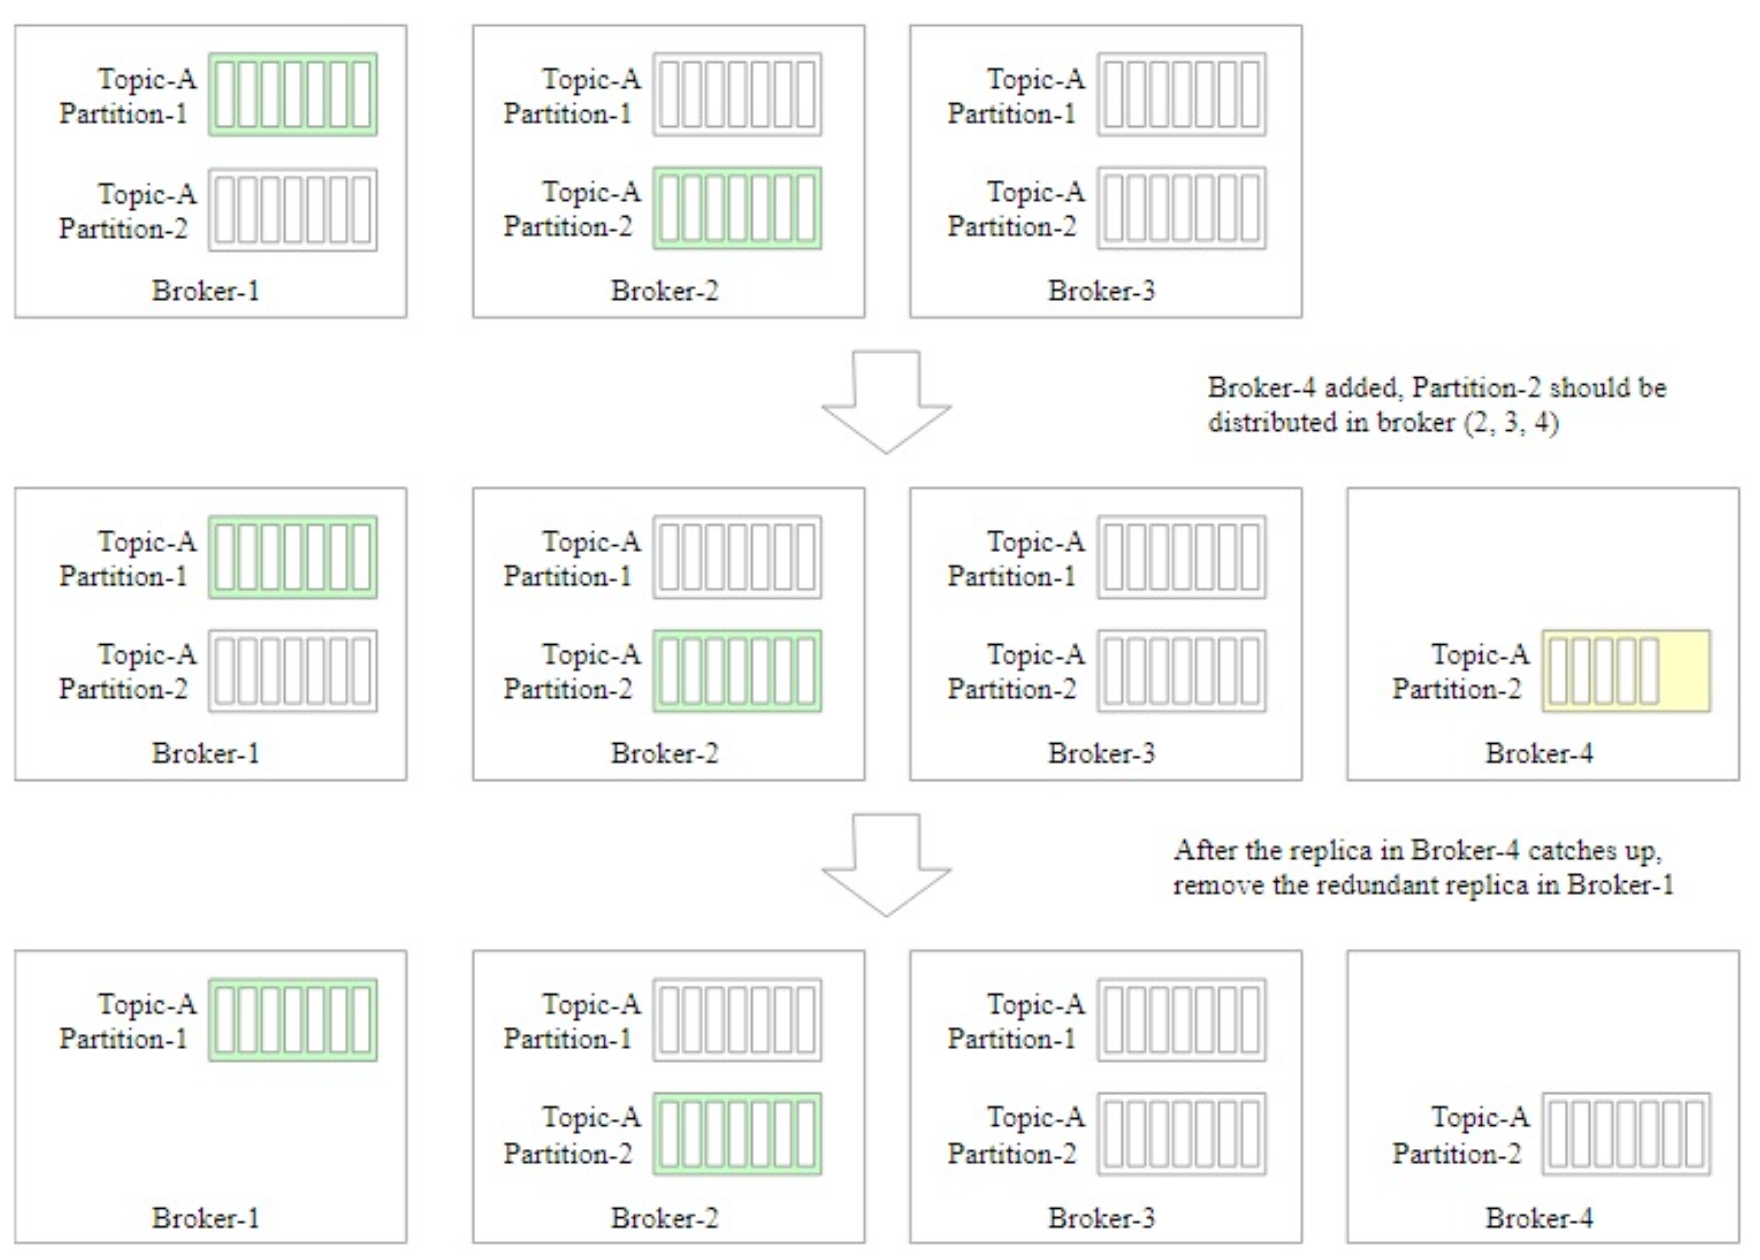 Topic-A
Partition-1
Topic-A
Partition-2
Broker-1
Topic-A
Partition-1
Topic-A
Partition-2
Broker-2
Topic-A
Partition-1
Topic-A
Partition-2
Broker-3
Broker-4 added, Partition-2 should be
distributed in broker (2, 3, 4)
Topic-A
Partition-1
Topic-A
Partition-2
Broker-1
Topic-A
Partition-1
Topic-A
Partition-2
Broker-2
Topic-A
Partition-1
Topic-A
Partition-2
Broker-3
Topic-A
Partition-2
Broker-4
After the replica in Broker-4 catches up,
remove the redundant replica in Broker-1
Topic-A
Partition-1
Broker-1
Topic-A
Partition-1
Topic-A
Partition-2
Broker-2
Topic-A
Partition-1
Topic-A
Partition-2
Broker-3
Topic-A
Partition-2
Broker-4